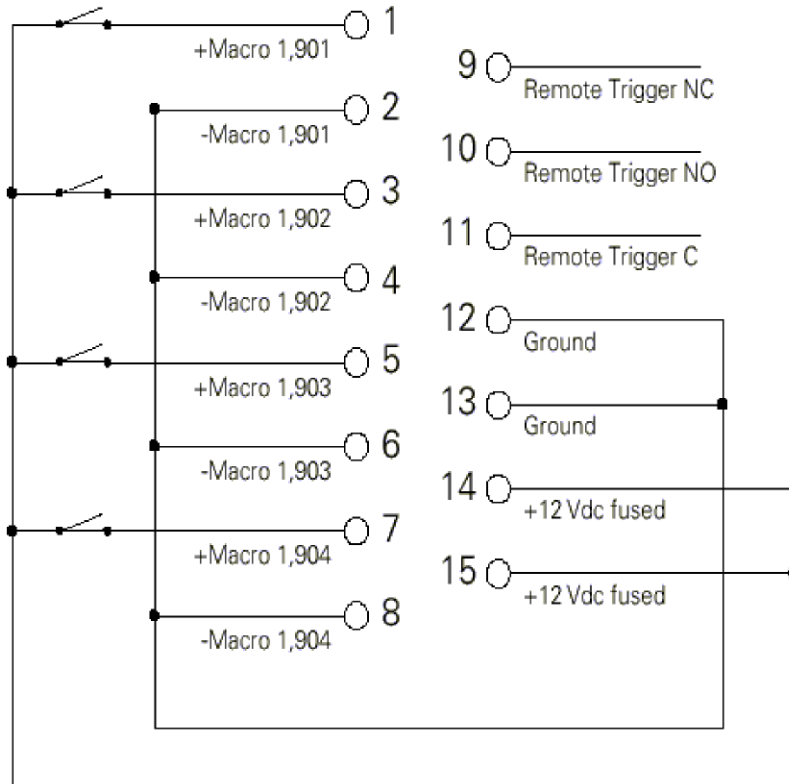 1
+Macro 1,901
2
-Macro 1,901
3
+Macro 1,902
4
-Macro 1,902
5
+Macro 1,903
6
-Macro 1,903
7
+Macro 1,904
8
-Macro 1,904
9
Remote Trigger NC
10
Remote Trigger NO
11
Remote Trigger C
12
Ground
13
Ground
14
+12 Vdc fused
15
+12 Vdc fused